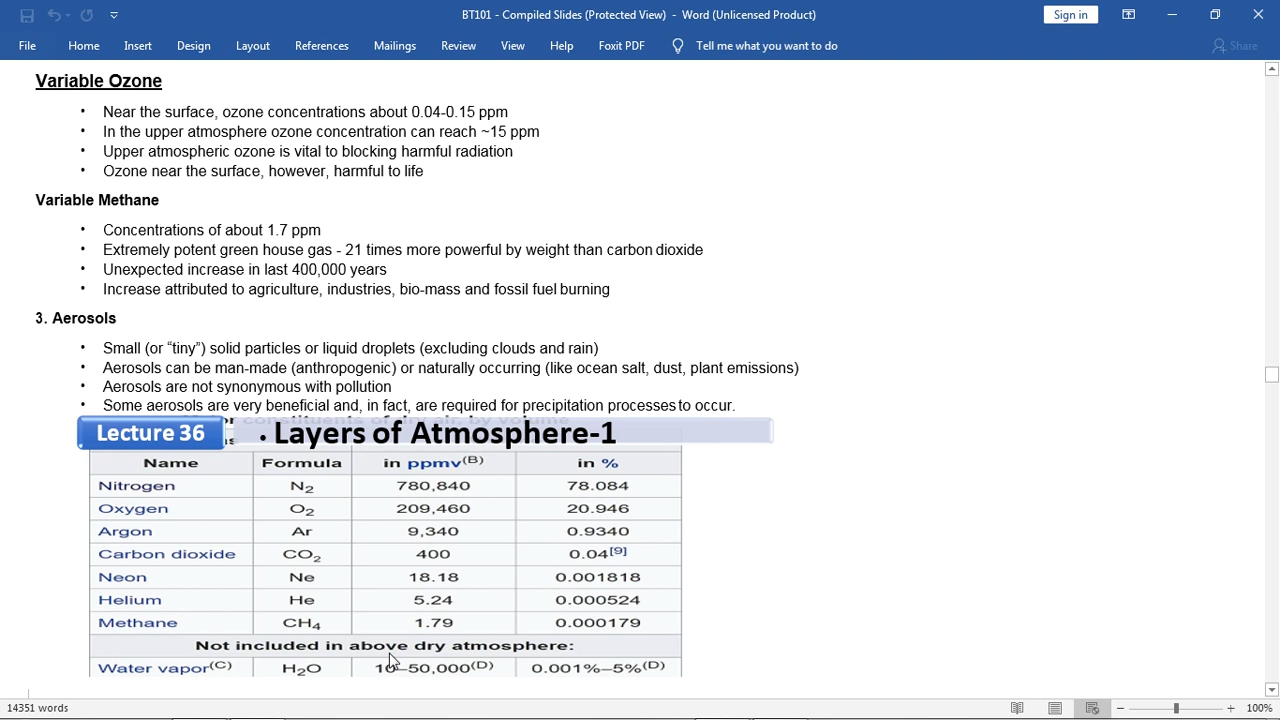 BT101 - Compiled Slides (Protected View) - Word (Unlicensed Product)
Sign in
File Home Insert Design Layout References Mailings Review View Help Foxit PDF Tell me what you want to do Share
Variable Ozone
• Near the surface, ozone concentrations about 0.04-0.15 ppm
• In the upper atmosphere ozone concentration can reach ~15 ppm
• Upper atmospheric ozone is vital to blocking harmful radiation
• Ozone near the surface, however, harmful to life
Variable Methane
• Concentrations of about 1.7 ppm
• Extremely potent green house gas - 21 times more powerful by weight than carbon dioxide
• Unexpected increase in last 400,000 years
• Increase attributed to agriculture, industries, bio-mass and fossil fuel burning
3. Aerosols
• Small (or “tiny”) solid particles or liquid droplets (excluding clouds and rain)
• Aerosols can be man-made (anthropogenic) or naturally occurring (like ocean salt, dust, plant emissions)
• Aerosols are not synonymous with pollution
• Some aerosols are very beneficial and, in fact, are required for precipitation processes to occur.
Lecture 36 • Layers of Atmosphere-1
Name Formula in ppmv(B) in %
Nitrogen N2 780,840 78.084
Oxygen O2 209,460 20.946
Argon Ar 9,340 0.9340
Carbon dioxide CO2 400 0.04[9]
Neon Ne 18.18 0.001818
Helium He 5.24 0.000524
Methane CH4 1.79 0.000179
Not included in above dry atmosphere:
Water vapor(C) H2O 10–50,000(D) 0.001%–5%(D)
14351 words 100%